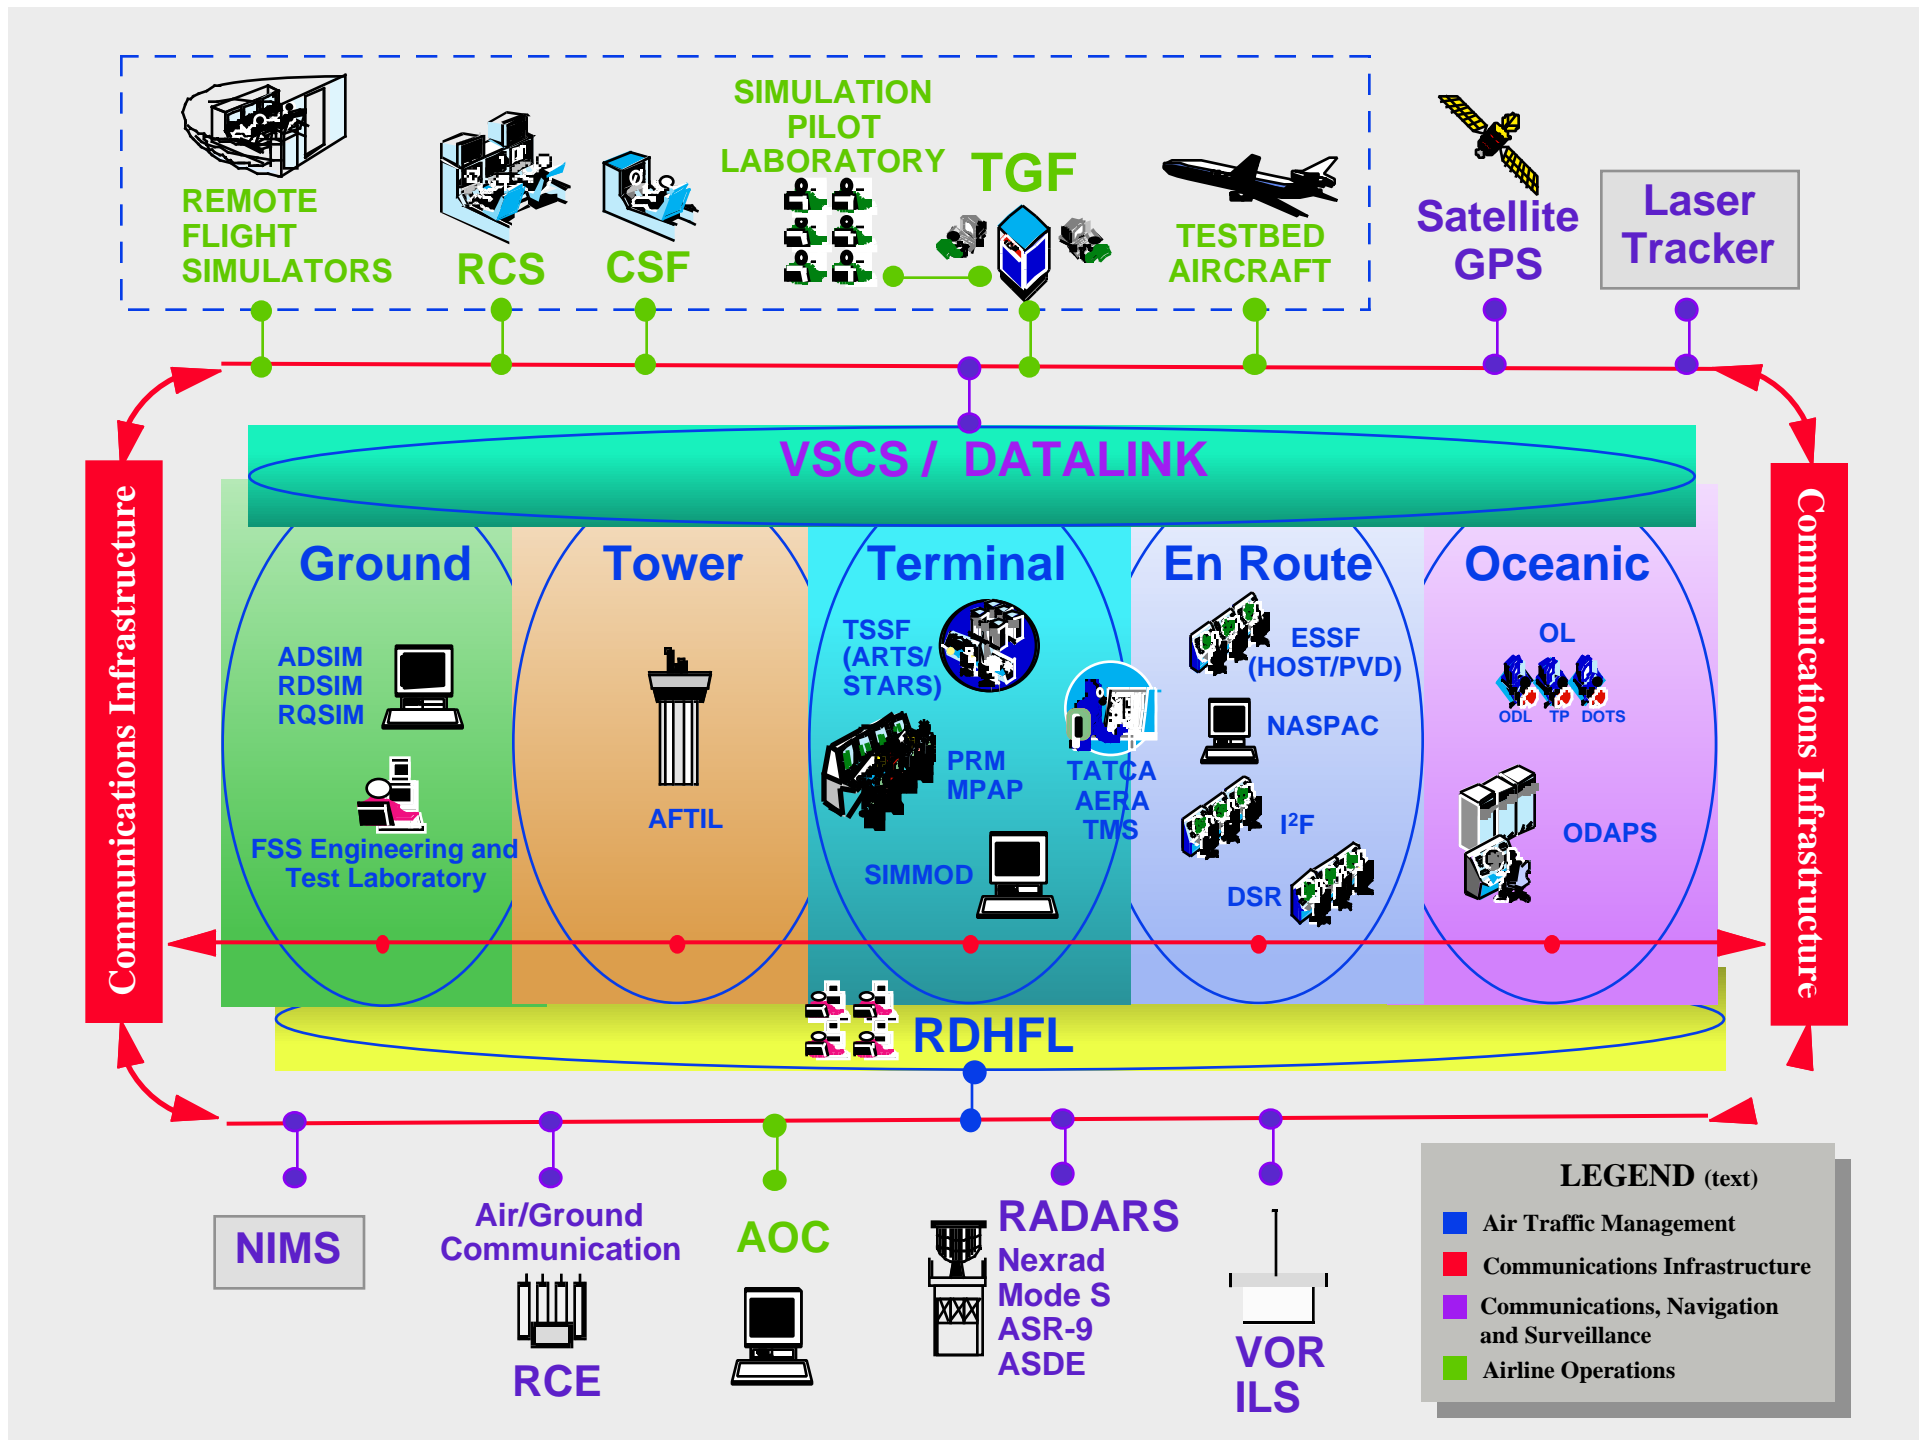 SIMULATION
PILOT
LABORATORY
TGF
REMOTE
FLIGHT
SIMULATORS
RCS
CSF
TESTBED
AIRCRAFT
Satellite
GPS
Laser
Tracker
VSCS / DATALINK
Communications Infrastructure
Communications Infrastructure
Ground
ADSIM
RDSIM
RQSIM
FSS Engineering and
Test Laboratory
Tower
AFTIL
Terminal
TSSF
(ARTS/
STARS)
PRM
MPAP
SIMMOD
TATCA
AERA
TMS
En Route
ESSF
(HOST/PVD)
NASPAC
I²F
DSR
Oceanic
OL
ODL TP DOTS
ODAPS
RDHFL
NIMS
Air/Ground
Communication
RCE
AOC
RADARS
Nexrad
Mode S
ASR-9
ASDE
VOR
ILS
LEGEND (text)
Air Traffic Management
Communications Infrastructure
Communications, Navigation
and Surveillance
Airline Operations